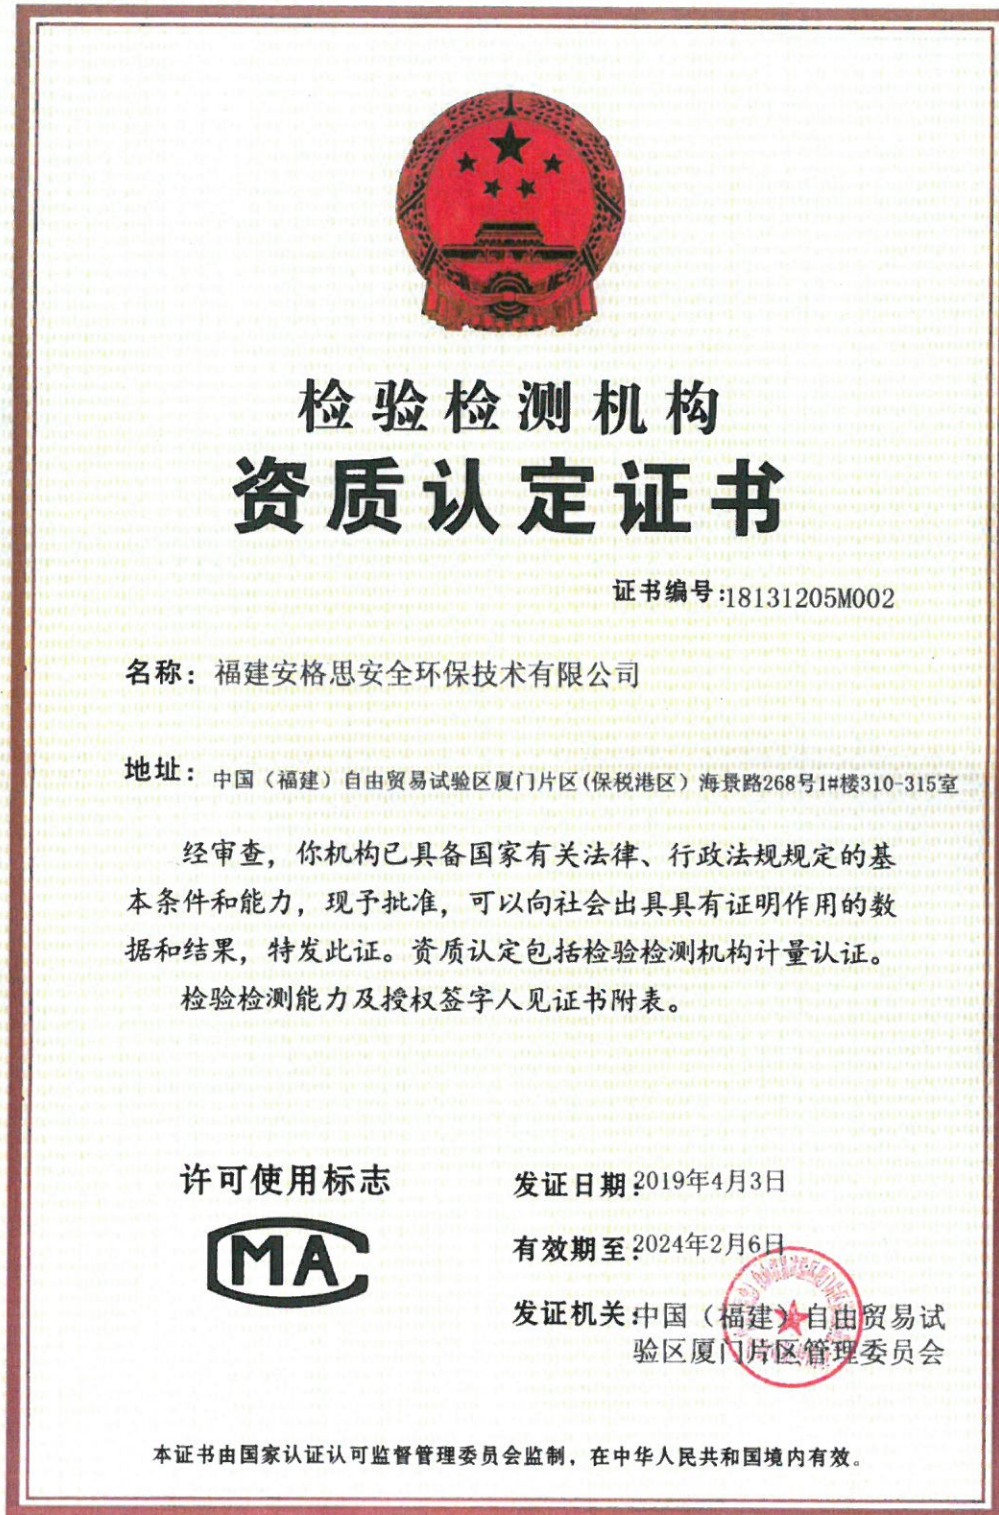 检验检测机构
资质认定证书
证书编号:18131205M002
名称：福建安格思安全环保技术有限公司
地址：中国（福建）自由贸易试验区厦门片区(保税港区）海景路268号1#楼310-315室
经审查，你机构已具备国家有关法律、行政法规规定的基
本条件和能力，现予批准，可以向社会出具具有证明作用的数
据和结果，特发此证。资质认定包括检验检测机构计量认证。
检验检测能力及授权签字人见证书附表。
许可使用标志
MA
发证日期：2019年4月3日
有效期至：2024年2月6日
发证机关：中国（福建）自由贸易试
验区厦门片区管理委员会
本证书由国家认证认可监督管理委员会监制，在中华人民共和国境内有效。